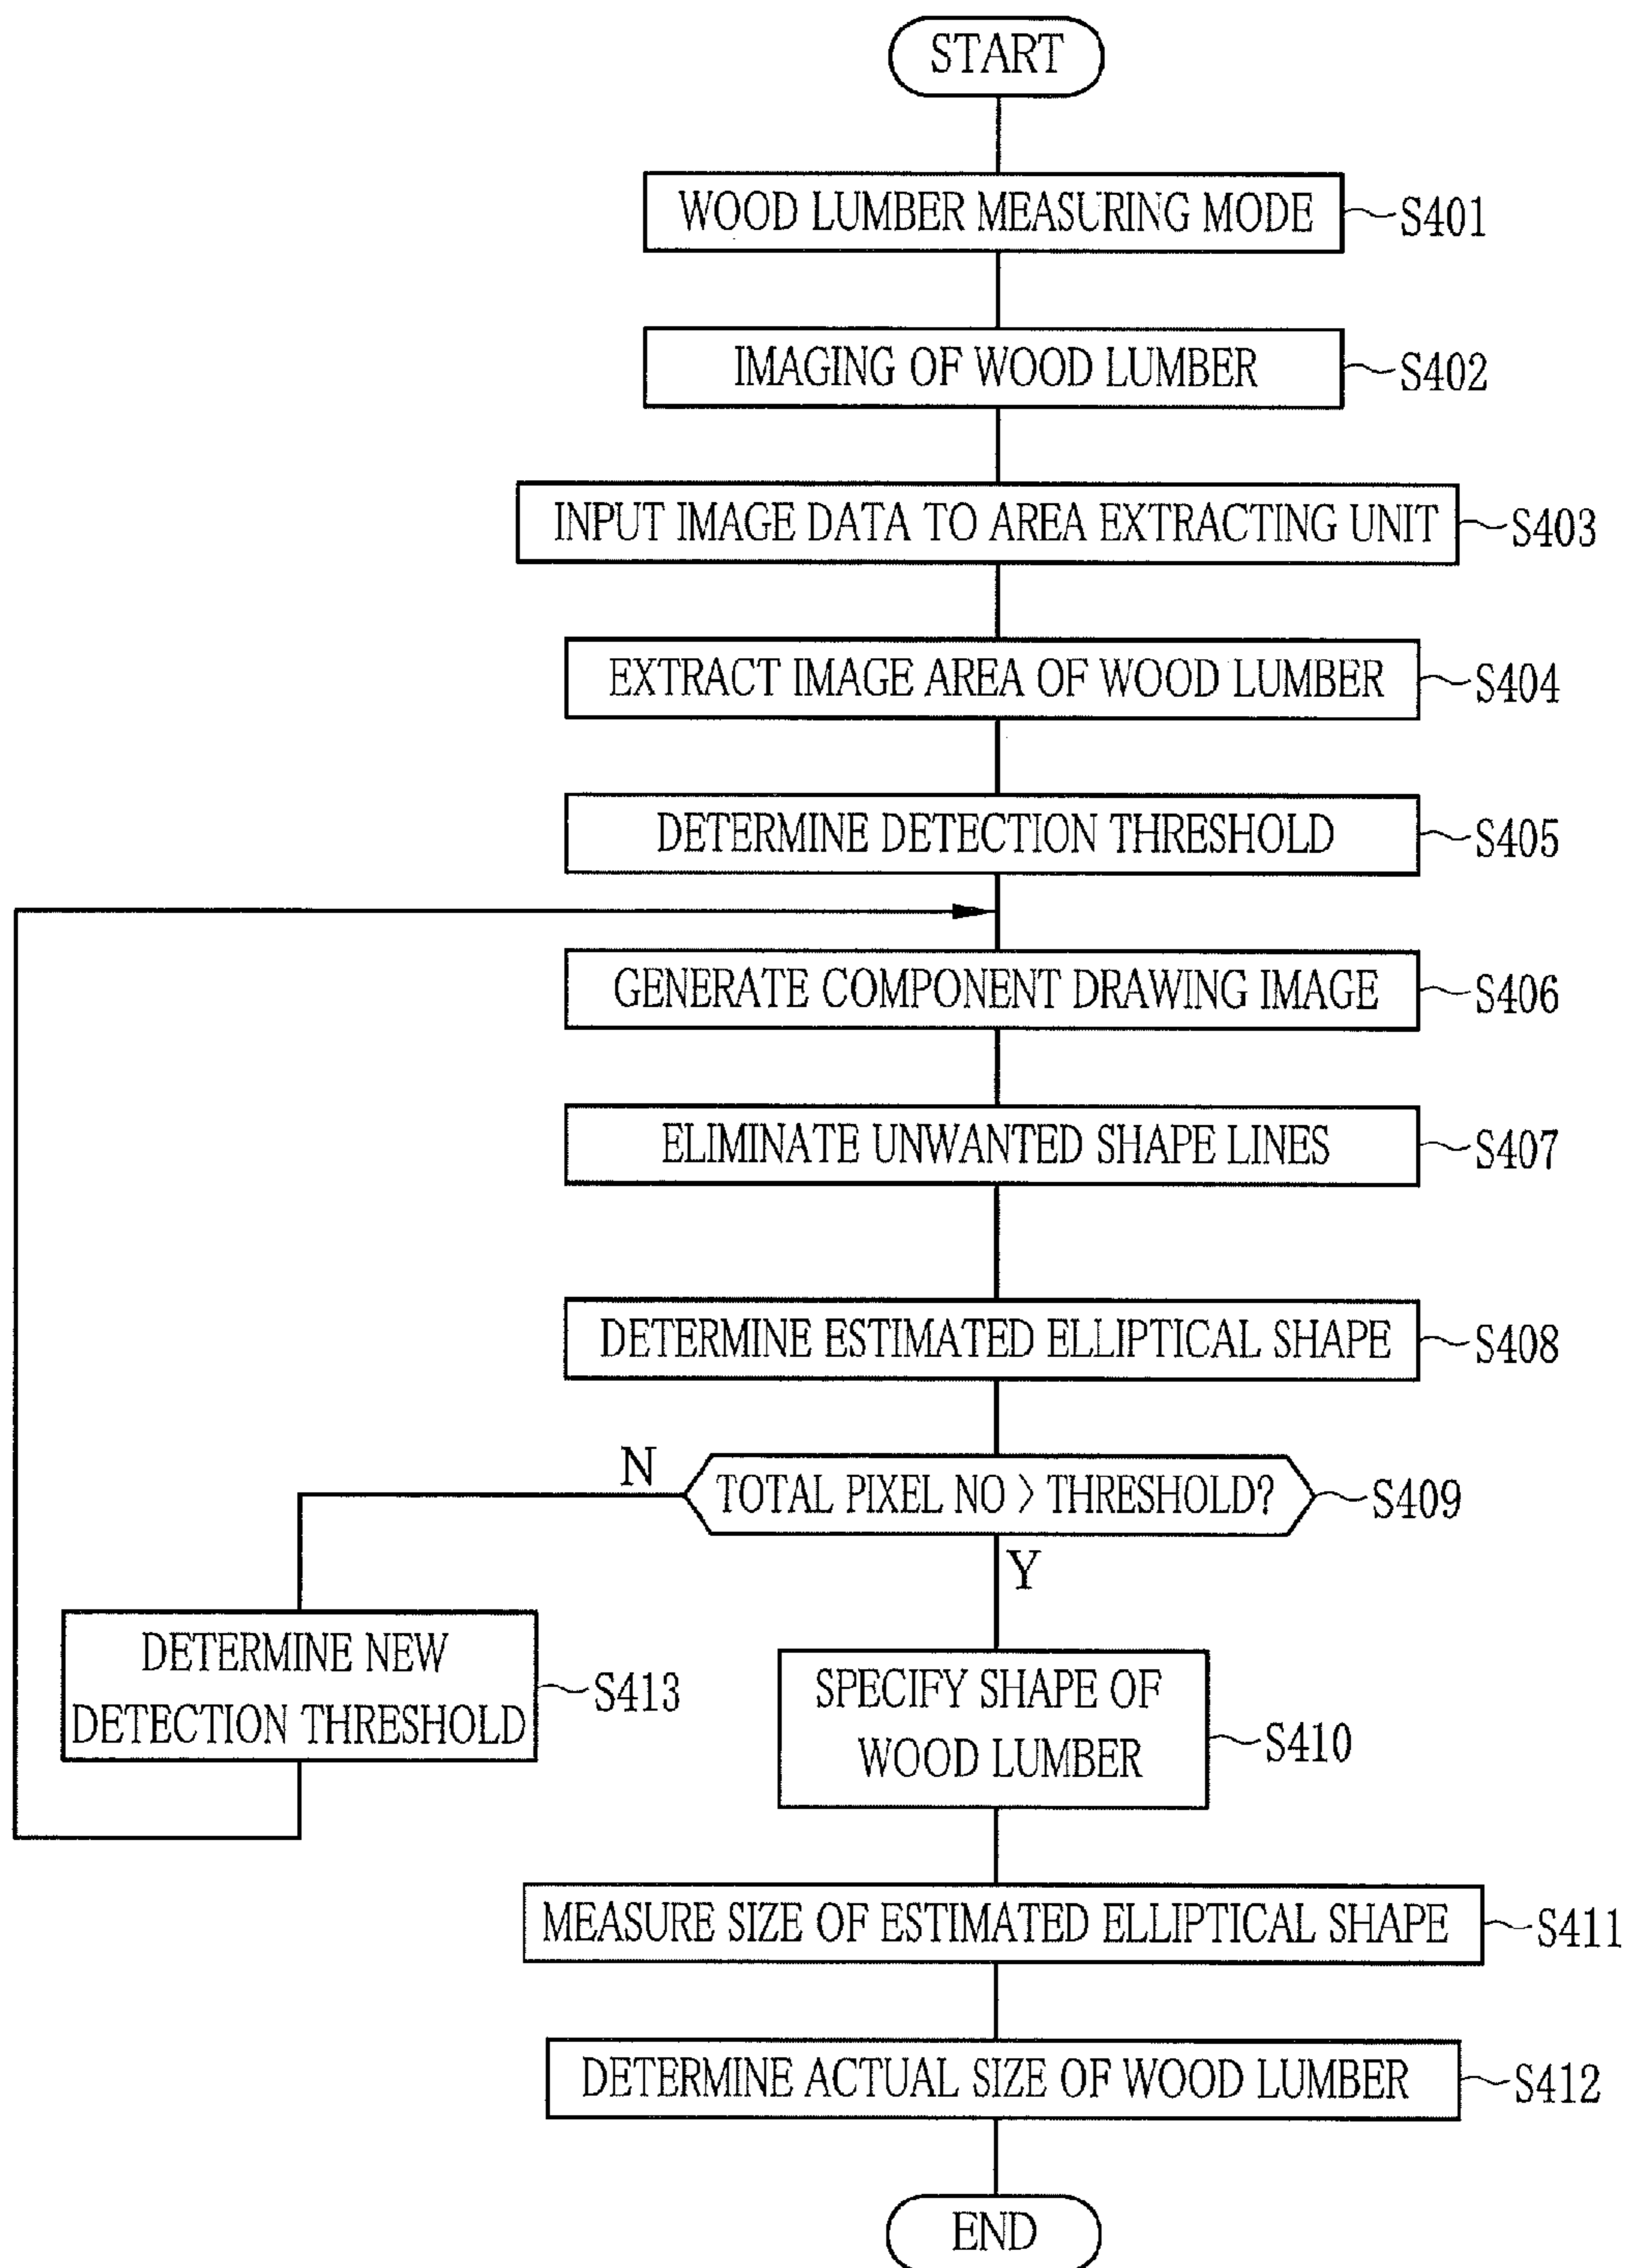 START
WOOD LUMBER MEASURING MODE S401
IMAGING OF WOOD LUMBER S402
INPUT IMAGE DATA TO AREA EXTRACTING UNIT S403
EXTRACT IMAGE AREA OF WOOD LUMBER S404
DETERMINE DETECTION THRESHOLD S405
GENERATE COMPONENT DRAWING IMAGE S406
ELIMINATE UNWANTED SHAPE LINES S407
DETERMINE ESTIMATED ELLIPTICAL SHAPE S408
N
TOTAL PIXEL NO > THRESHOLD? S409
Y
DETERMINE NEW
DETECTION THRESHOLD
S413
SPECIFY SHAPE OF
WOOD LUMBER
S410
MEASURE SIZE OF ESTIMATED ELLIPTICAL SHAPE S411
DETERMINE ACTUAL SIZE OF WOOD LUMBER S412
END